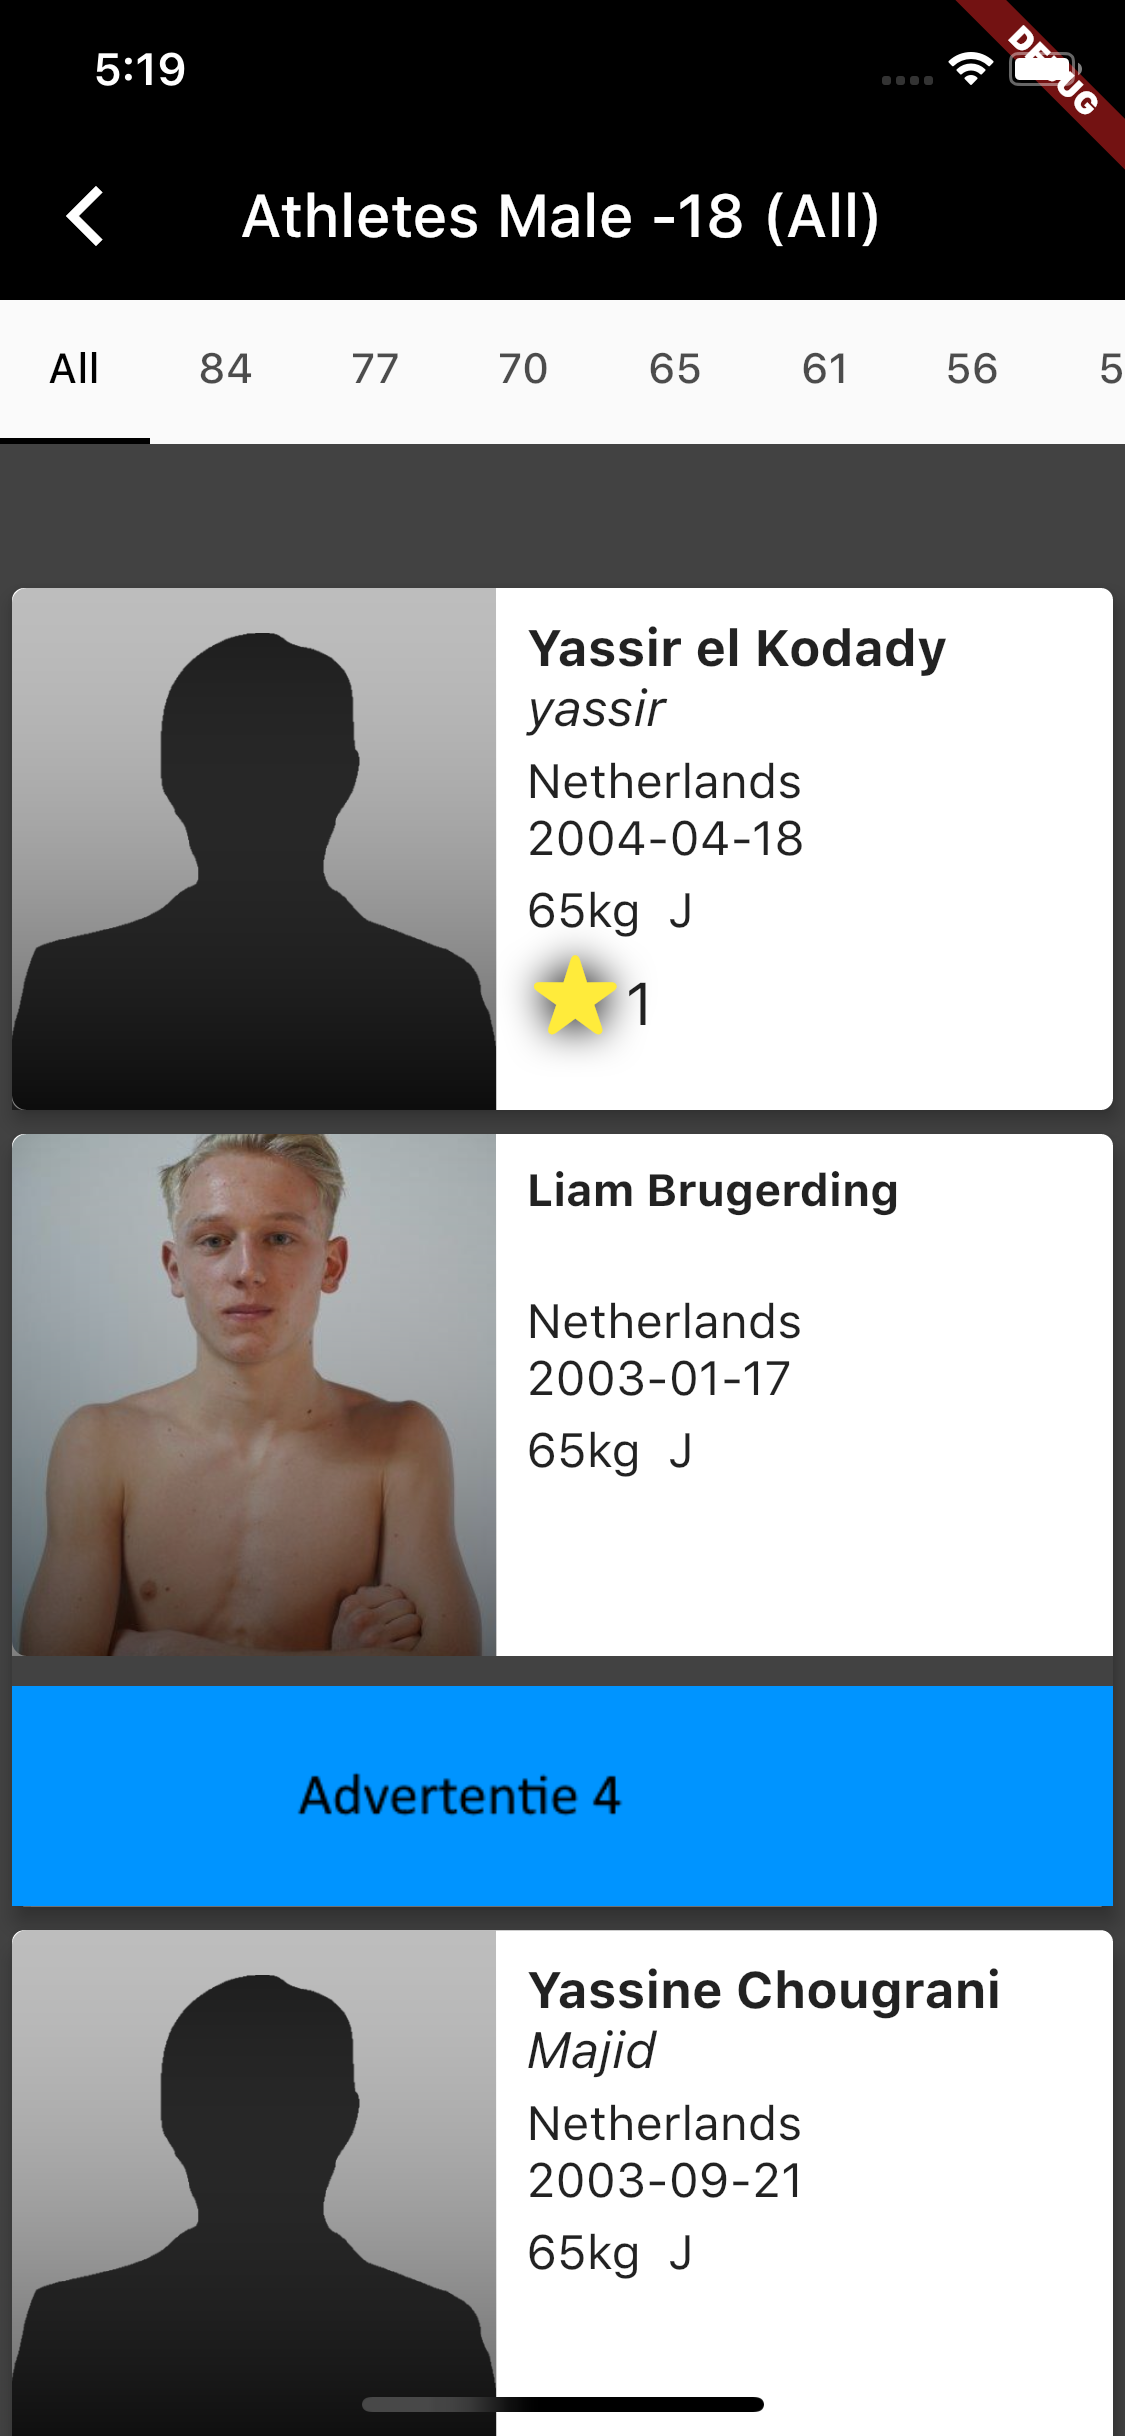 5:19
DEBUG
Athletes Male -18 (All)
All 84 77 70 65 61 56 5
Yassir el Kodady
yassir
Netherlands
2004-04-18
65kg J
1
Liam Brugerding
Netherlands
2003-01-17
65kg J
Advertentie 4
Yassine Chougrani
Majid
Netherlands
2003-09-21
65kg J